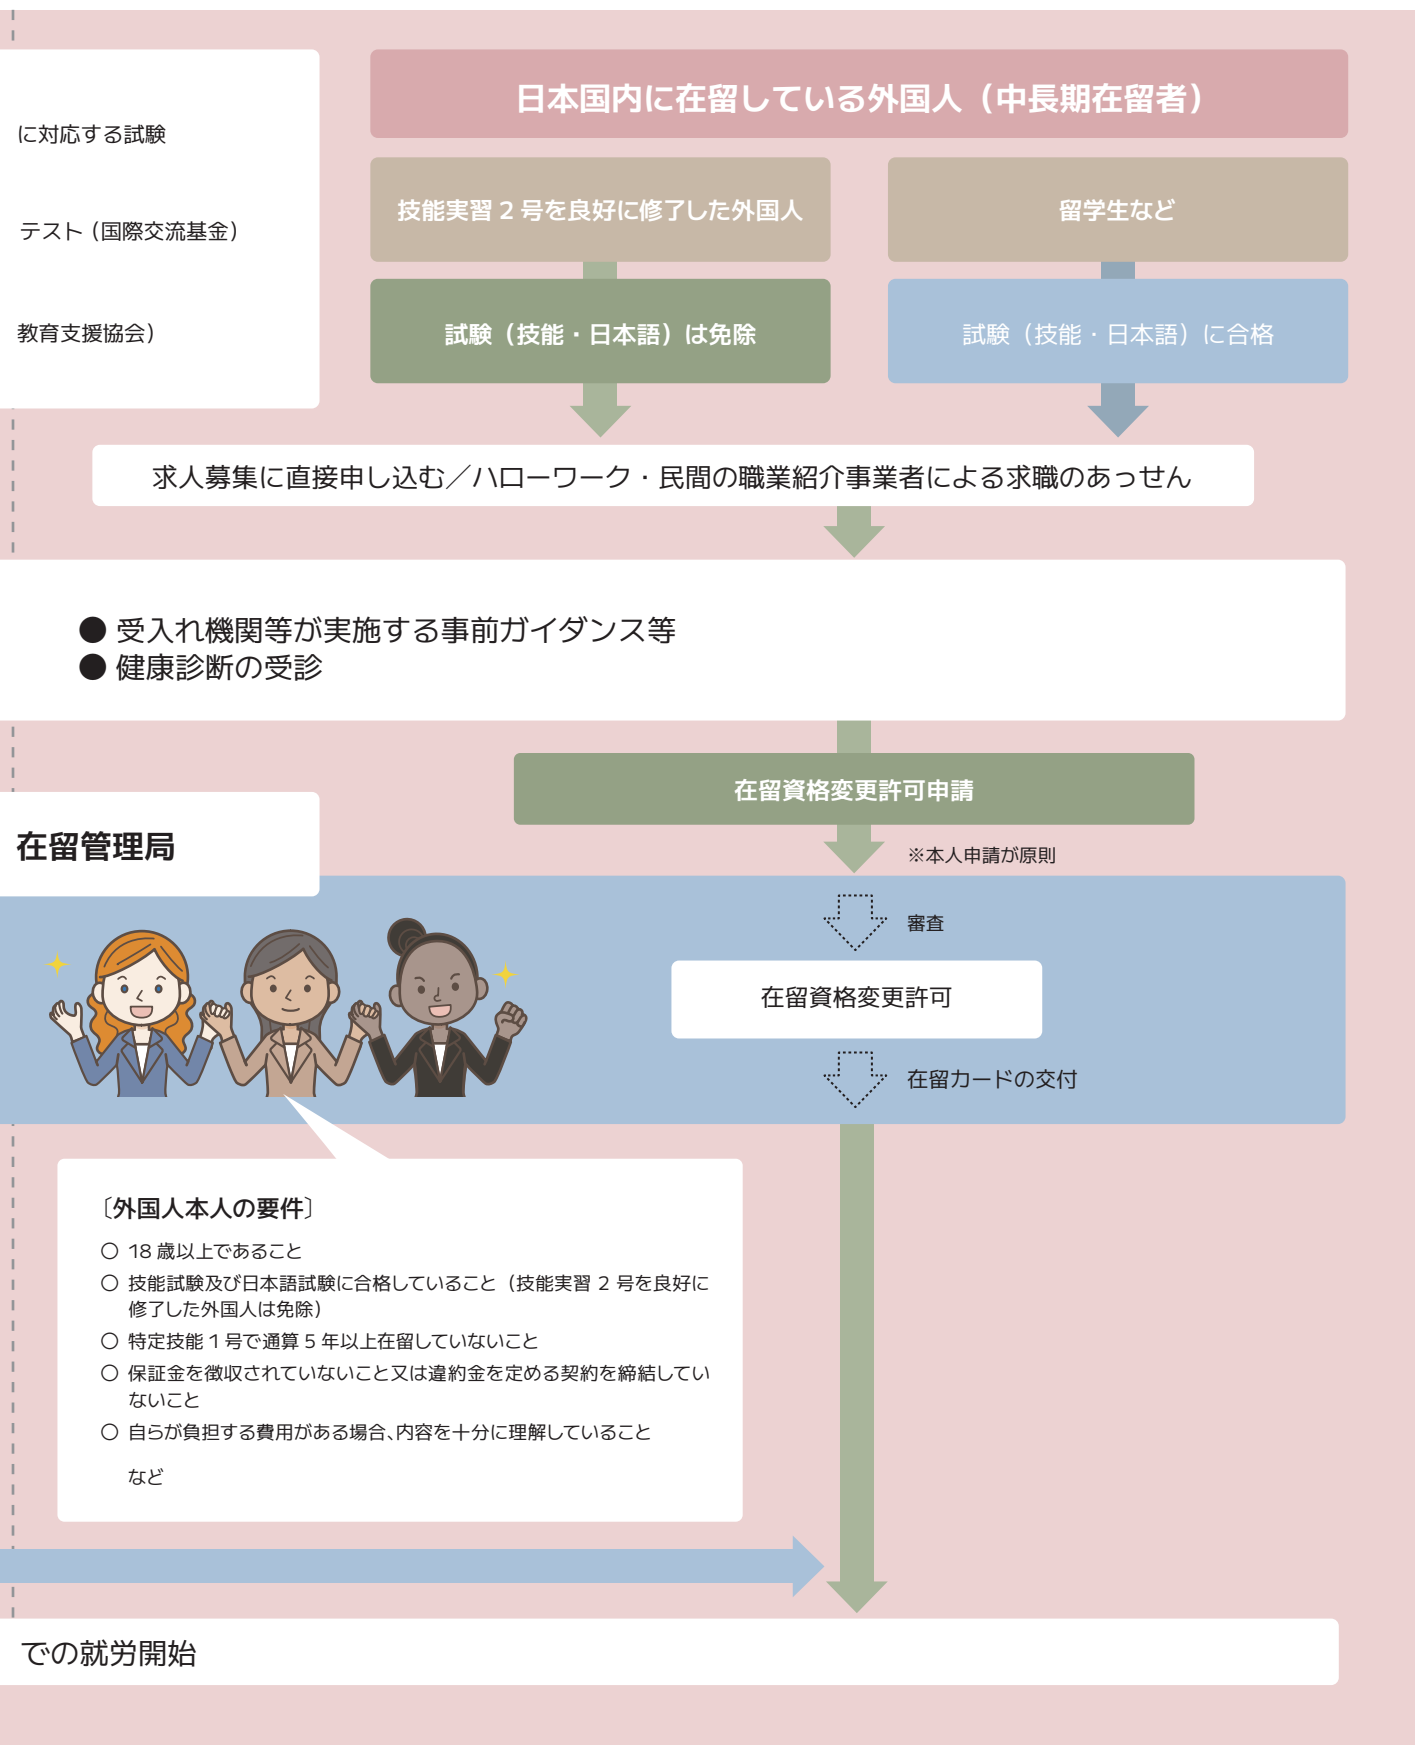 に対応する試験
テスト（国際交流基金）
教育支援協会）
日本国内に在留している外国人（中長期在留者）
技能実習 2 号を良好に修了した外国人
留学生など
試験（技能・日本語）は免除
試験（技能・日本語）に合格
求人募集に直接申し込む／ハローワーク・民間の職業紹介事業者による求職のあっせん
● 受入れ機関等が実施する事前ガイダンス等
● 健康診断の受診
在留資格変更許可申請
※本人申請が原則
在留管理局
審査
在留資格変更許可
在留カードの交付
〔外国人本人の要件〕
○ 18 歳以上であること
○ 技能試験及び日本語試験に合格していること（技能実習 2 号を良好に
修了した外国人は免除）
○ 特定技能 1 号で通算 5 年以上在留していないこと
○ 保証金を徴収されていないこと又は違約金を定める契約を締結してい
ないこと
○ 自らが負担する費用がある場合、内容を十分に理解していること
など
での就労開始